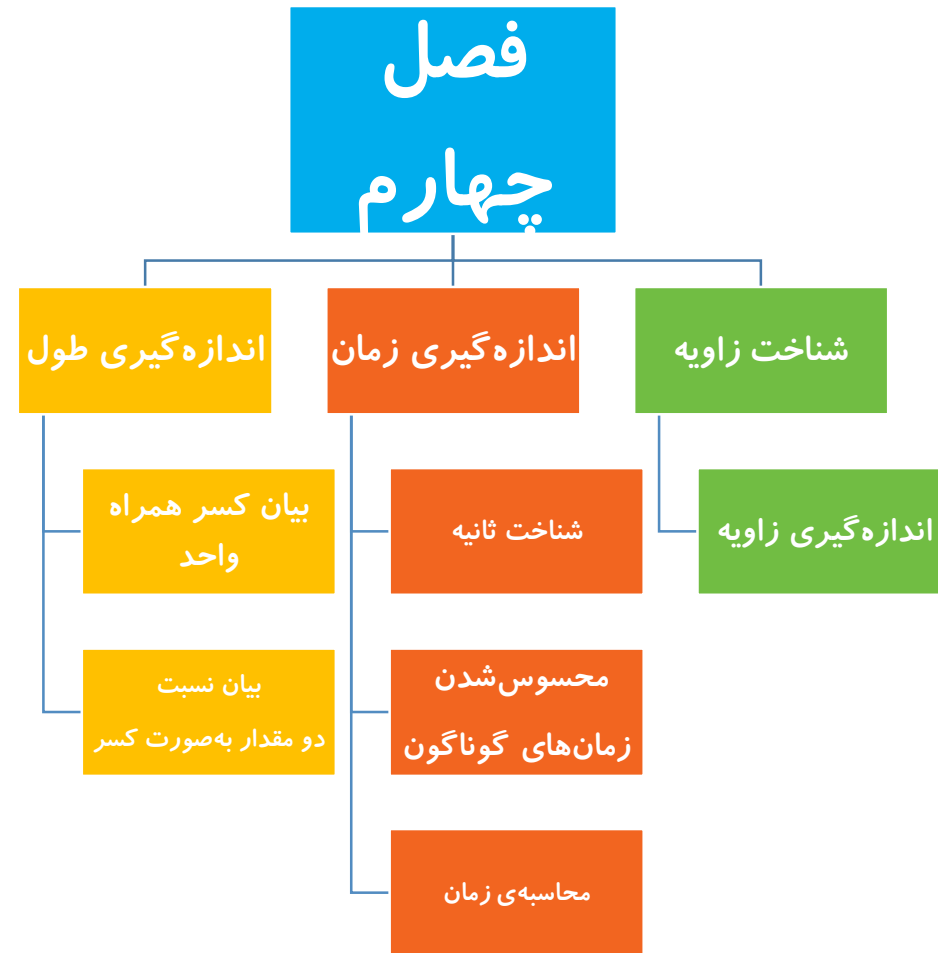 فصل
چهارم
شناخت زاویه
اندازه‌گیری زاویه
اندازه‌گیری زمان
شناخت ثانیه
محسوس‌شدن
زمان‌های گوناگون
محاسبه‌ی زمان
اندازه‌گیری طول
بیان کسر همراه
واحد
بیان نسبت
دو مقدار به‌صورت کسر